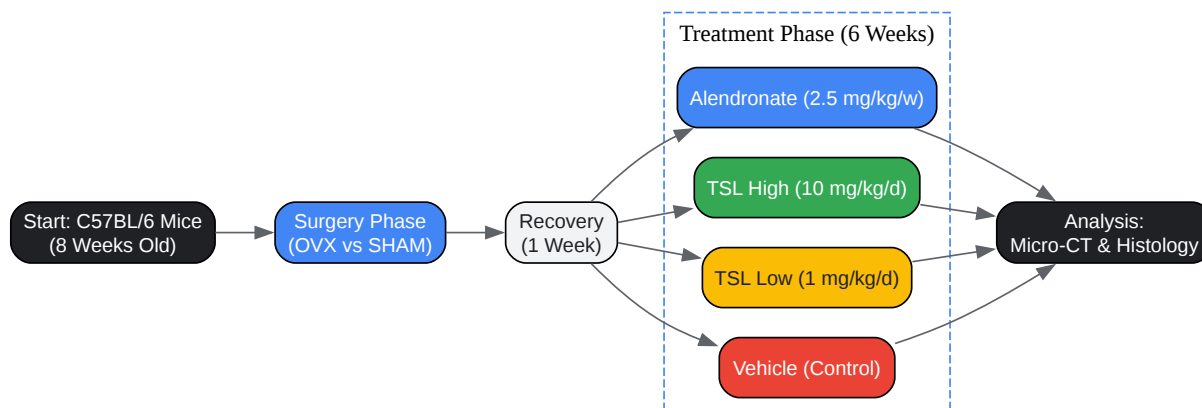 Start: C57BL/6 Mice
(8 Weeks Old)
Surgery Phase
(OVX vs SHAM)
Recovery
(1 Week)
Treatment Phase (6 Weeks)
Alendronate (2.5 mg/kg/w)
TSL High (10 mg/kg/d)
TSL Low (1 mg/kg/d)
Vehicle (Control)
Analysis:
Micro-CT & Histology